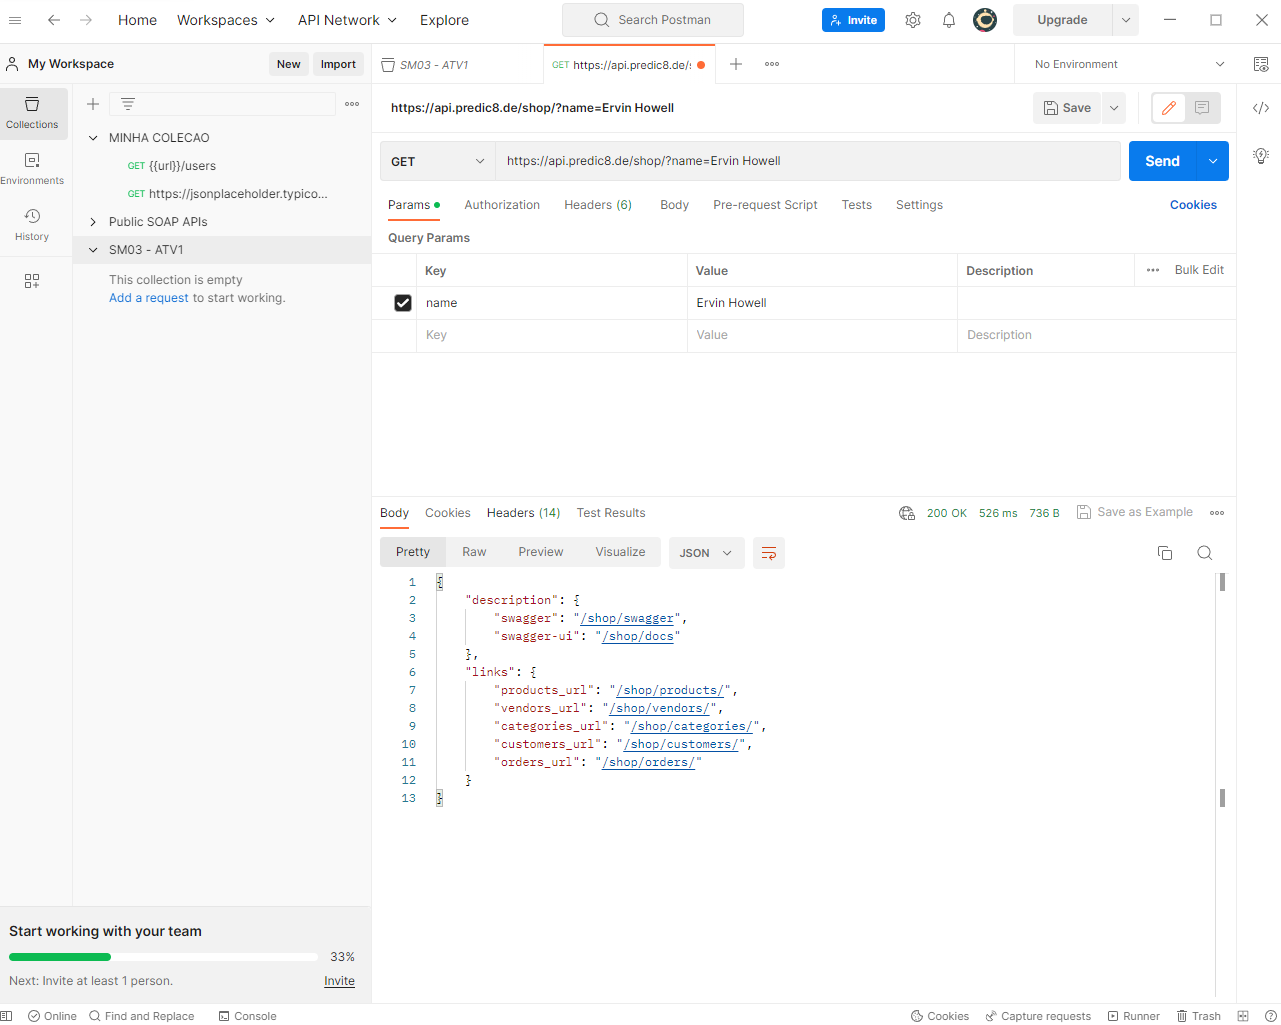 Home Workspaces API Network Explore Search Postman Invite Upgrade
My Workspace New Import SM03 - ATV1 GET https://api.predic8.de/s No Environment
Collections
Environments
History
MINHA COLECAO
GET {{url}}/users
GET https://jsonplaceholder.typico...
Public SOAP APIs
SM03 - ATV1
This collection is empty
Add a request to start working.
https://api.predic8.de/shop/?name=Ervin Howell Save
GET https://api.predic8.de/shop/?name=Ervin Howell Send
Params Authorization Headers (6) Body Pre-request Script Tests Settings Cookies
Query Params
Key Value Description Bulk Edit
name Ervin Howell
Key Value Description
Body Cookies Headers (14) Test Results 200 OK 526 ms 736 B Save as Example
Pretty Raw Preview Visualize JSON
1 {
2 "description": {
3 "swagger": "/shop/swagger",
4 "swagger-ui": "/shop/docs"
5 },
6 "links": {
7 "products_url": "/shop/products/",
8 "vendors_url": "/shop/vendors/",
9 "categories_url": "/shop/categories/",
10 "customers_url": "/shop/customers/",
11 "orders_url": "/shop/orders/"
12 }
13 }
Start working with your team
33%
Next: Invite at least 1 person. Invite
Online Find and Replace Console Cookies Capture requests Runner Trash